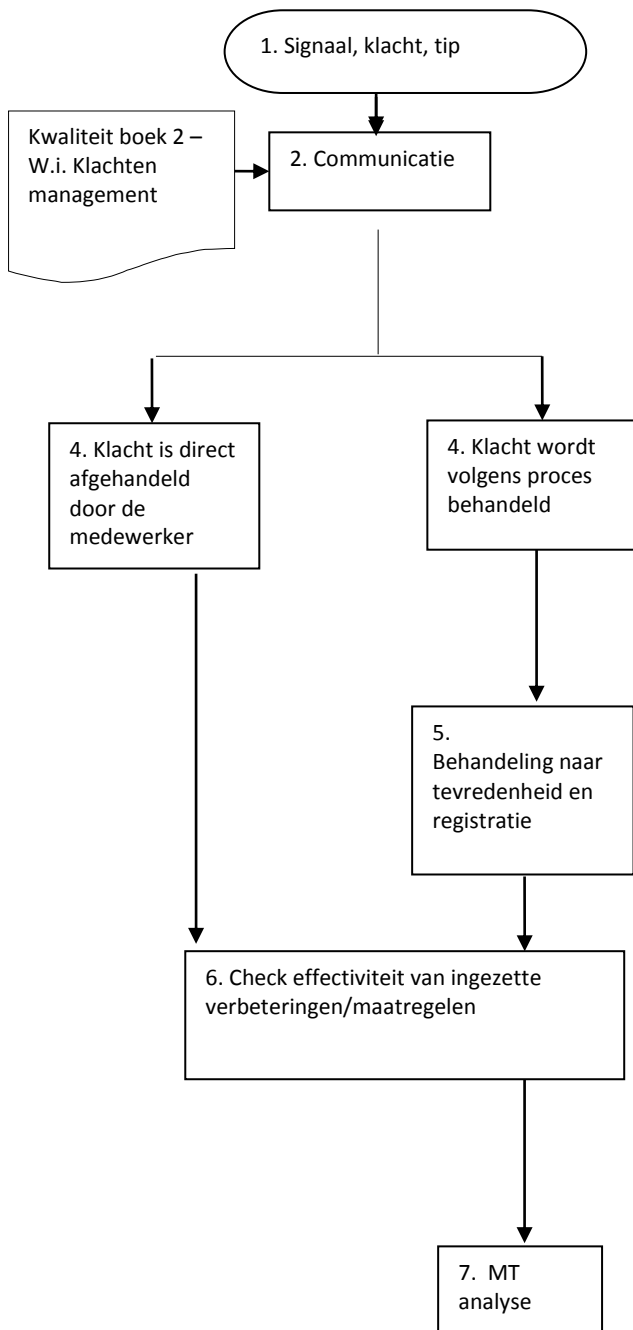 1. Signaal, klacht, tip
Kwaliteit boek 2 –
W.i. Klachten
management
2. Communicatie
4. Klacht is direct
afgehandeld
door de
medewerker
4. Klacht wordt
volgens proces
behandeld
5.
Behandeling naar
tevredenheid en
registratie
6. Check effectiviteit van ingezette
verbeteringen/maatregelen
7. MT
analyse